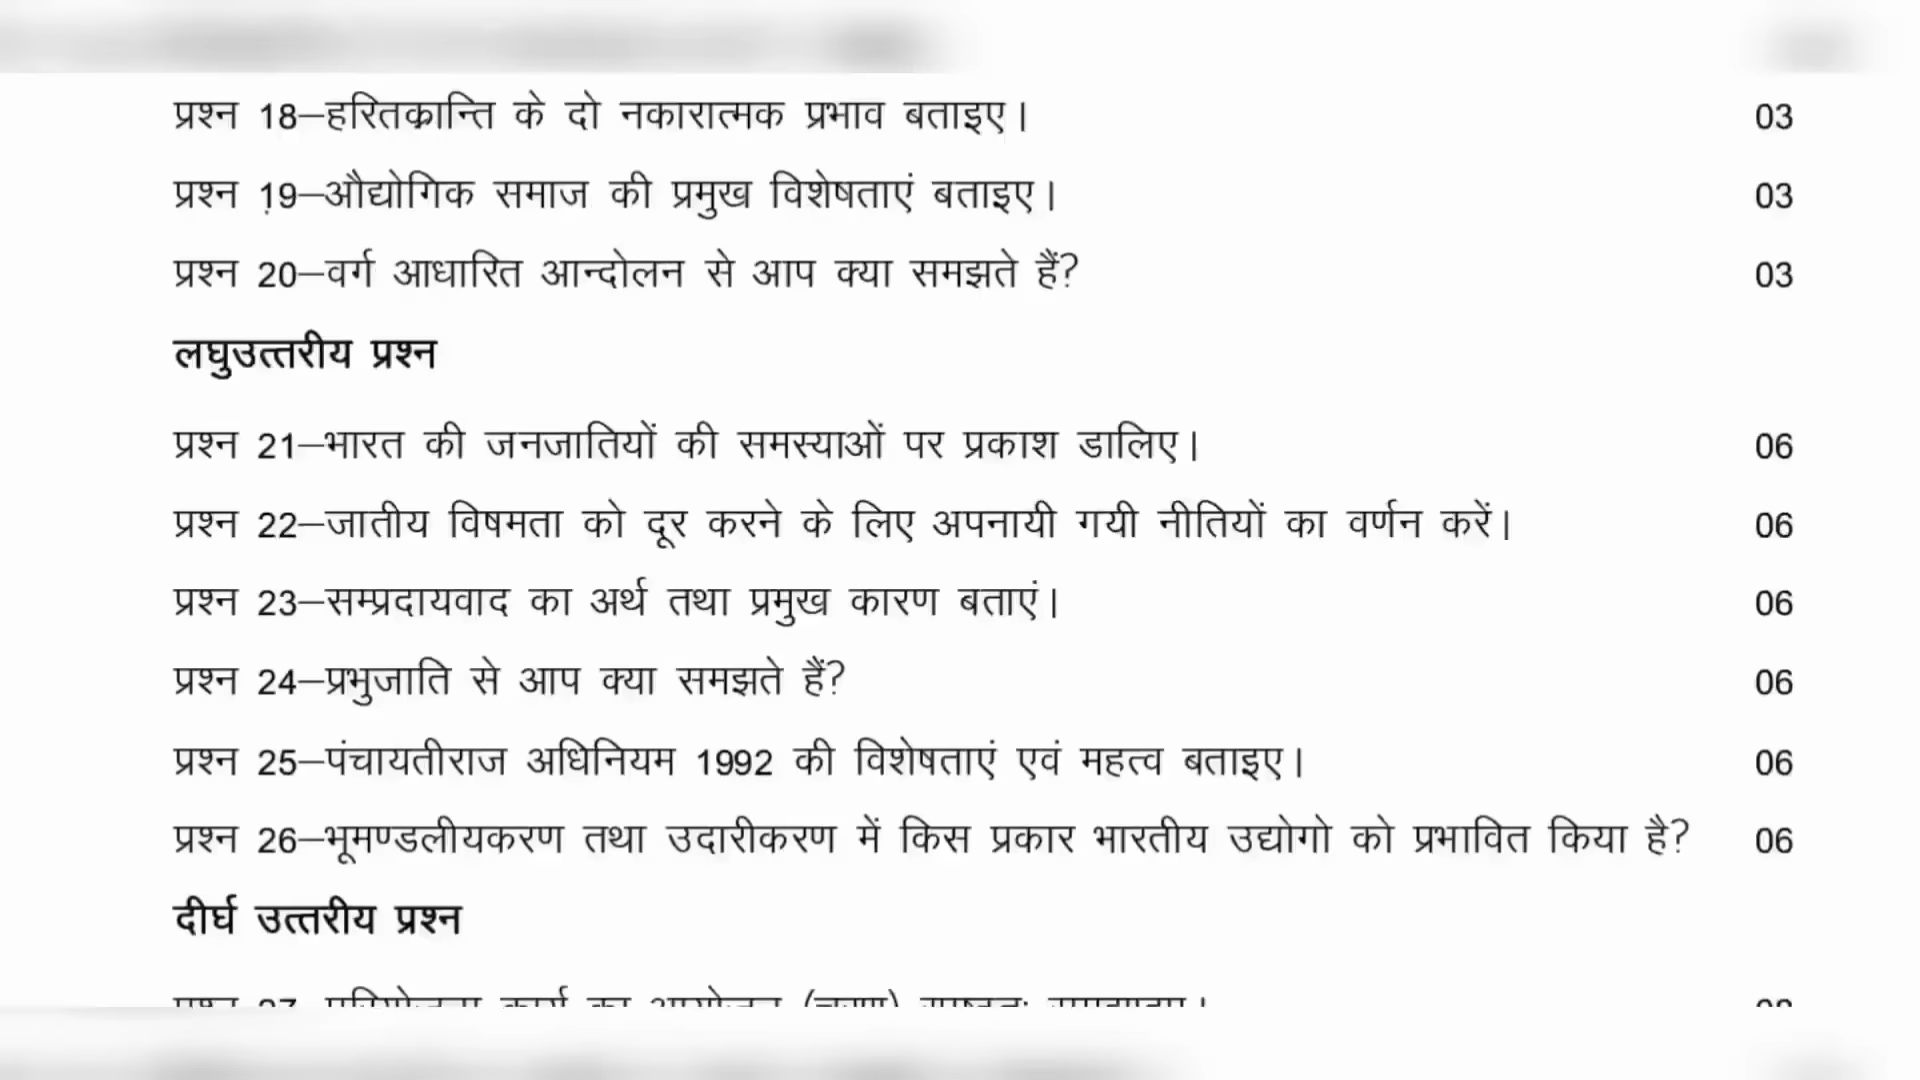 प्रश्न 18–हरितक्रान्ति के दो नकारात्मक प्रभाव बताइए। 03
प्रश्न 19–औद्योगिक समाज की प्रमुख विशेषताएं बताइए। 03
प्रश्न 20–वर्ग आधारित आन्दोलन से आप क्या समझते हैं? 03
लघुउत्तरीय प्रश्न
प्रश्न 21–भारत की जनजातियों की समस्याओं पर प्रकाश डालिए। 06
प्रश्न 22–जातीय विषमता को दूर करने के लिए अपनायी गयी नीतियों का वर्णन करें। 06
प्रश्न 23–सम्प्रदायवाद का अर्थ तथा प्रमुख कारण बताएं। 06
प्रश्न 24–प्रभुजाति से आप क्या समझते हैं? 06
प्रश्न 25–पंचायतीराज अधिनियम 1992 की विशेषताएं एवं महत्व बताइए। 06
प्रश्न 26–भूमण्डलीयकरण तथा उदारीकरण में किस प्रकार भारतीय उद्योगो को प्रभावित किया है? 06
दीर्घ उत्तरीय प्रश्न